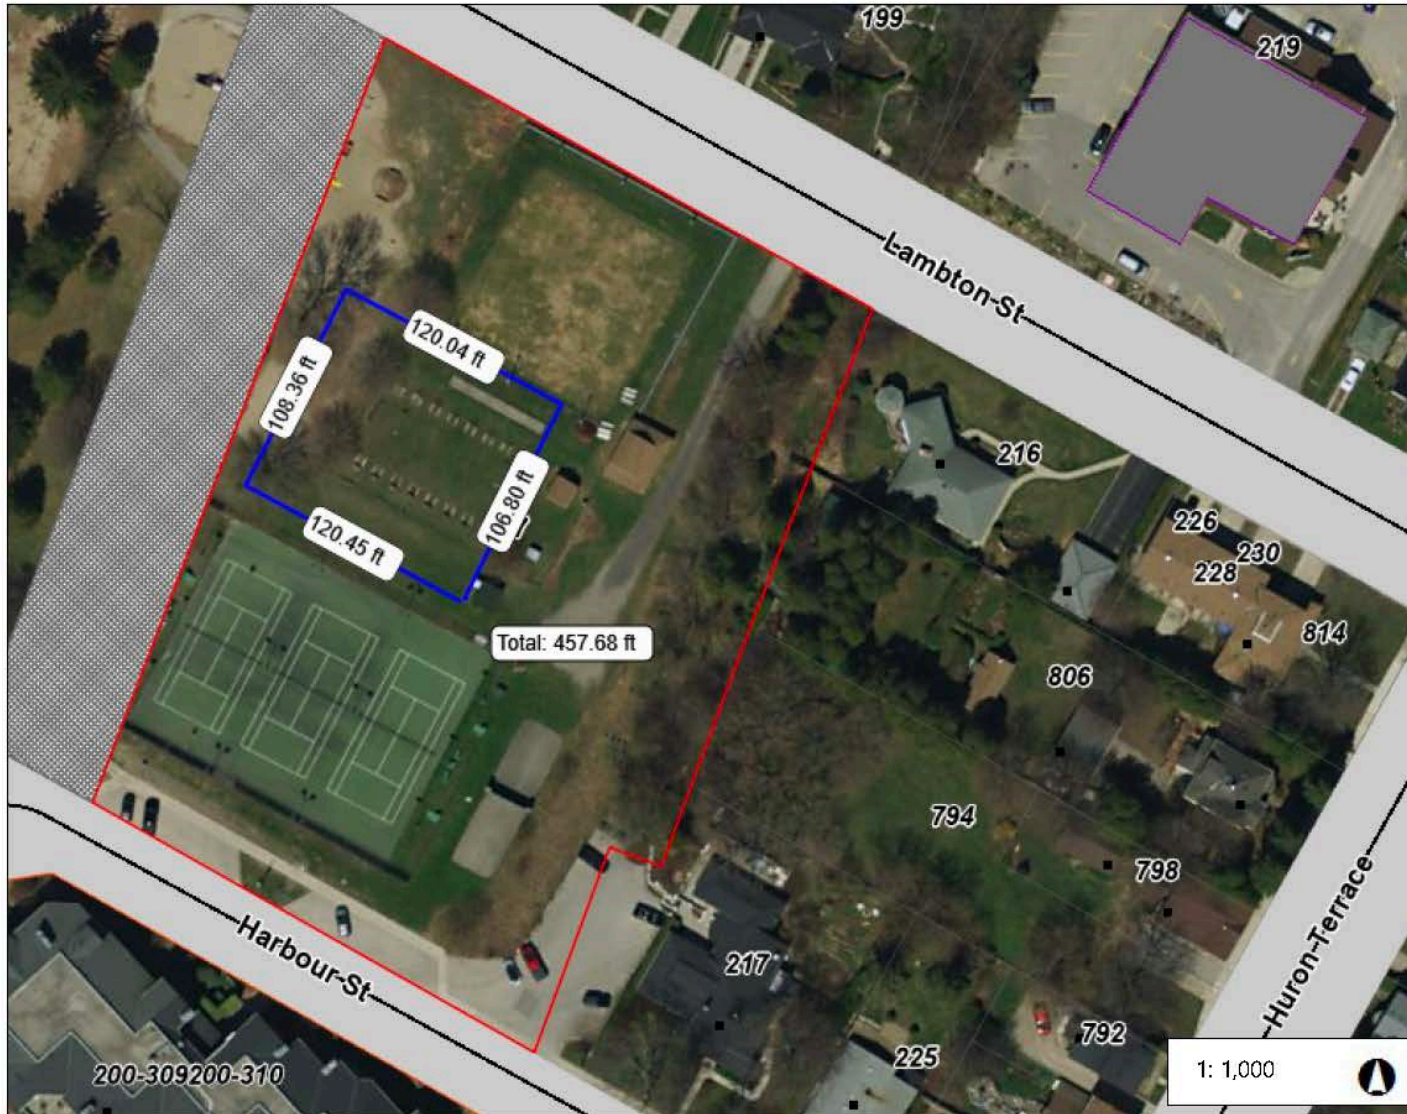 199
219
Lambton-St
120.04 ft
108.36 ft
216
106.80 ft
120.45 ft
226
230
228
814
Total: 457.68 ft
806
794
798
Harbour-St
217
Huron-Terrace
792
225
200-309200-310
1: 1,000